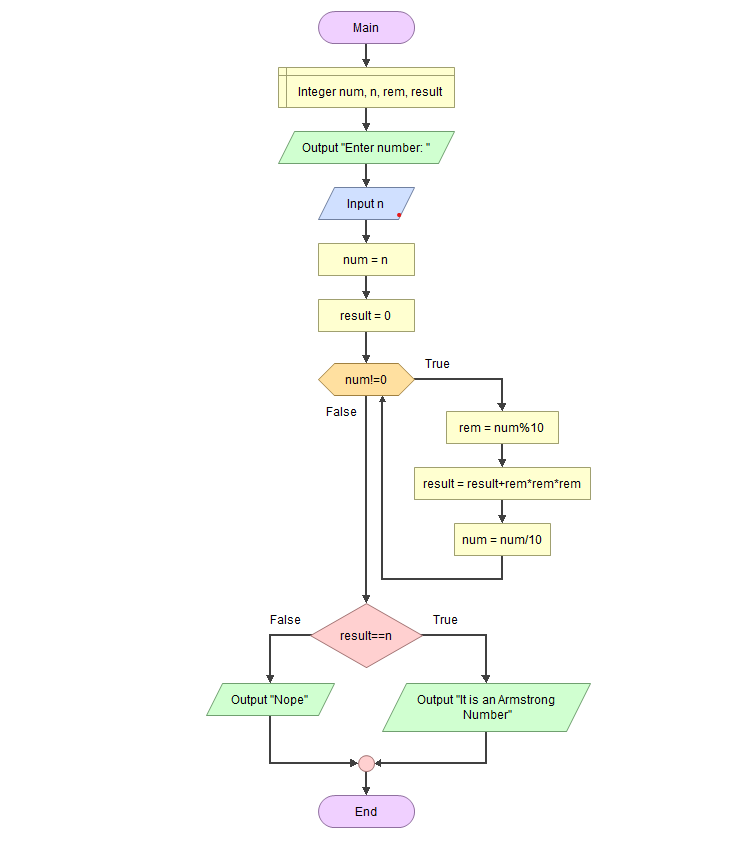 Main
Integer num, n, rem, result
Output "Enter number: "
Input n
num = n
result = 0
num!=0
True
False
rem = num%10
result = result+rem*rem*rem
num = num/10
False
True
result==n
Output "Nope"
Output "It is an Armstrong
Number"
End